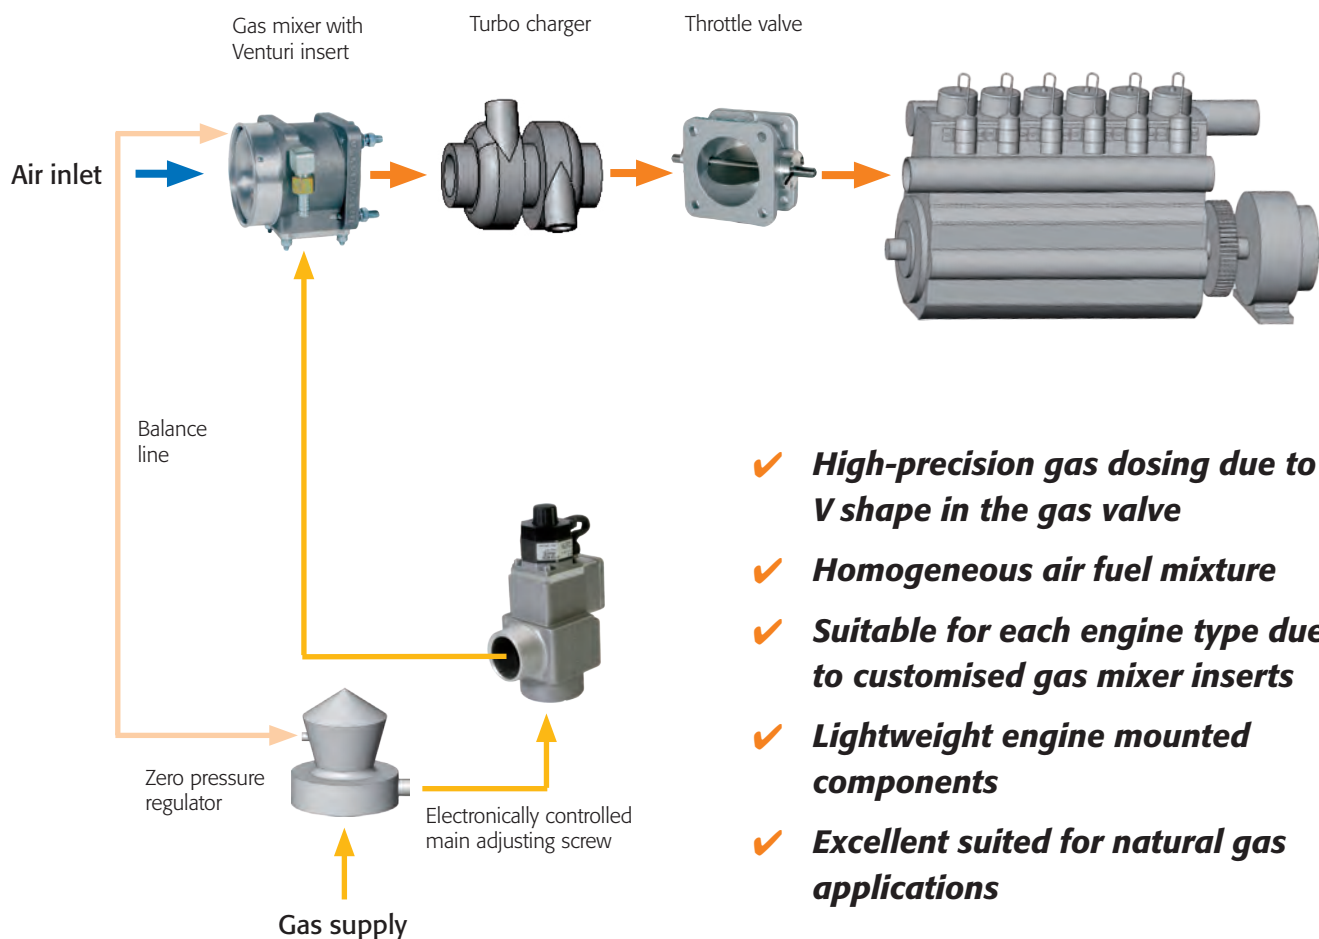 Gas mixer with
Venturi insert
Turbo charger
Throttle valve
Air inlet
Balance
line
Zero pressure
regulator
Electronically controlled
main adjusting screw
Gas supply
✔ High-precision gas dosing due to
V shape in the gas valve
✔ Homogeneous air fuel mixture
✔ Suitable for each engine type due
to customised gas mixer inserts
✔ Lightweight engine mounted
components
✔ Excellent suited for natural gas
applications